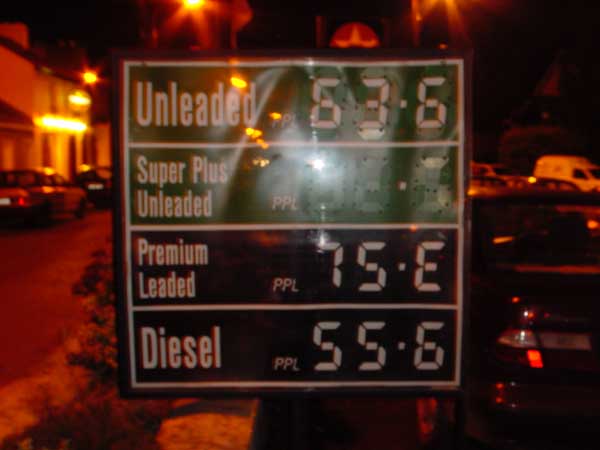 Unleaded PPL 63·6
Super Plus
Unleaded PPL
Premium
Leaded PPL 75·E
Diesel PPL 55·6